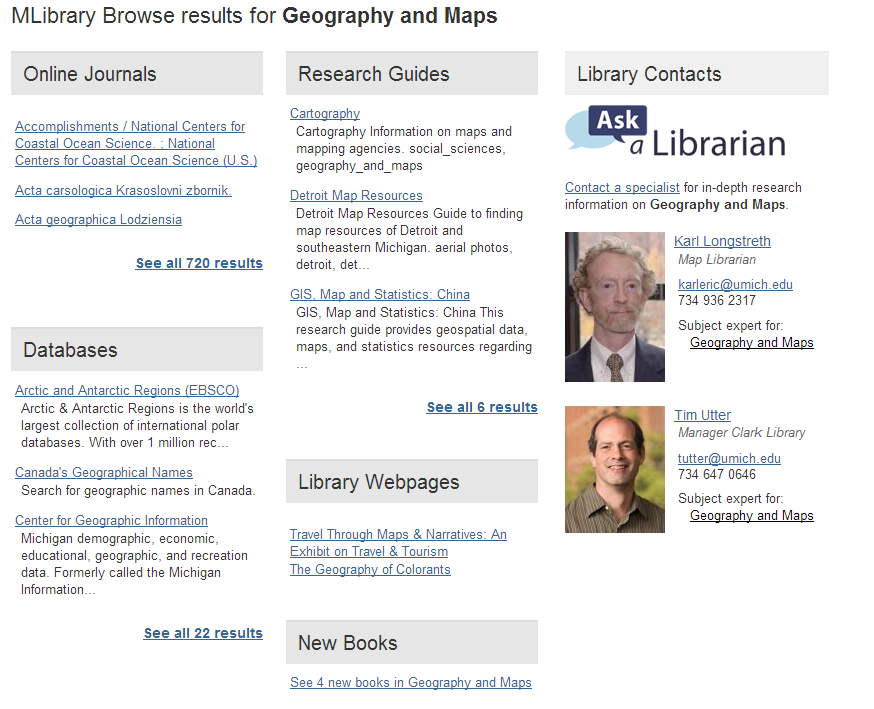 MLibrary Browse results for Geography and Maps
Online Journals
Accomplishments / National Centers for
Coastal Ocean Science. ; National
Centers for Coastal Ocean Science (U.S.)
Acta carsologica Krasoslovni zbornik.
Acta geographica Lodziensia
See all 720 results
Databases
Arctic and Antarctic Regions (EBSCO)
Arctic & Antarctic Regions is the world's
largest collection of international polar
databases. With over 1 million rec...
Canada's Geographical Names
Search for geographic names in Canada.
Center for Geographic Information
Michigan demographic, economic,
educational, geographic, and recreation
data. Formerly called the Michigan
Information...
See all 22 results
Research Guides
Cartography
Cartography Information on maps and
mapping agencies. social_sciences,
geography_and_maps
Detroit Map Resources
Detroit Map Resources Guide to finding
map resources of Detroit and
southeastern Michigan. aerial photos,
detroit, det...
GIS, Map and Statistics: China
GIS, Map and Statistics: China This
research guide provides geospatial data,
maps, and statistics resources regarding
...
See all 6 results
Library Webpages
Travel Through Maps & Narratives: An
Exhibit on Travel & Tourism
The Geography of Colorants
New Books
See 4 new books in Geography and Maps
Library Contacts
Ask
a Librarian
Contact a specialist for in-depth research
information on Geography and Maps.
Karl Longstreth
Map Librarian
karleric@umich.edu
734 936 2317
Subject expert for:
Geography and Maps
Tim Utter
Manager Clark Library
tutter@umich.edu
734 647 0646
Subject expert for:
Geography and Maps